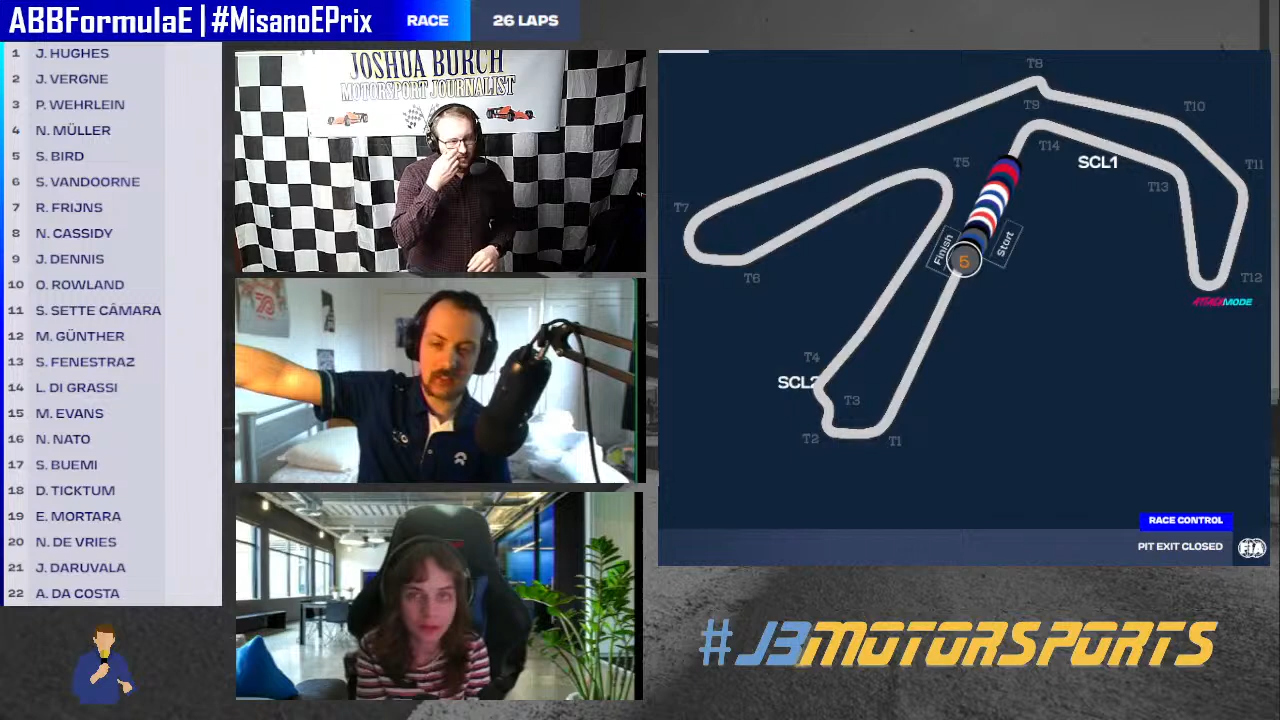 ABBFormulaE | #MisanoEPrix
RACE
26 LAPS
1 J. HUGHES
2 J. VERGNE
3 P. WEHRLEIN
4 N. MÜLLER
5 S. BIRD
6 S. VANDOORNE
7 R. FRIJNS
8 N. CASSIDY
9 J. DENNIS
10 O. ROWLAND
11 S. SETTE CÂMARA
12 M. GÜNTHER
13 S. FENESTRAZ
14 L. DI GRASSI
15 M. EVANS
16 N. NATO
17 S. BUEMI
18 D. TICKTUM
19 E. MORTARA
20 N. DE VRIES
21 J. DARUVALA
22 A. DA COSTA
JOSHUA BURCH
MOTORSPORT JOURNALIST
T8
T9
T10
T14
SCL1
T5
T11
T13
T7
Finish
Start
5
T6
T12
ATTACK MODE
T4
SCL2
T3
T2
T1
RACE CONTROL
PIT EXIT CLOSED
FIA
#JBMOTORSPORTS